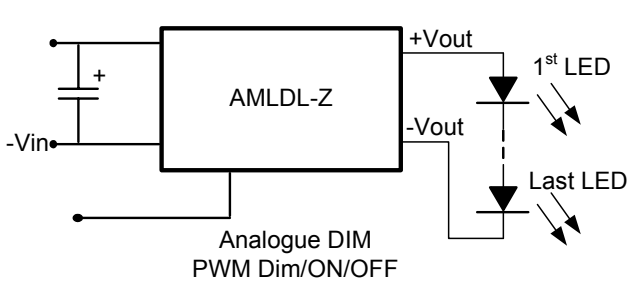 +Vout
1st LED
+
AMLDL-Z
-Vout
-Vin
Last LED
Analogue DIM
PWM Dim/ON/OFF